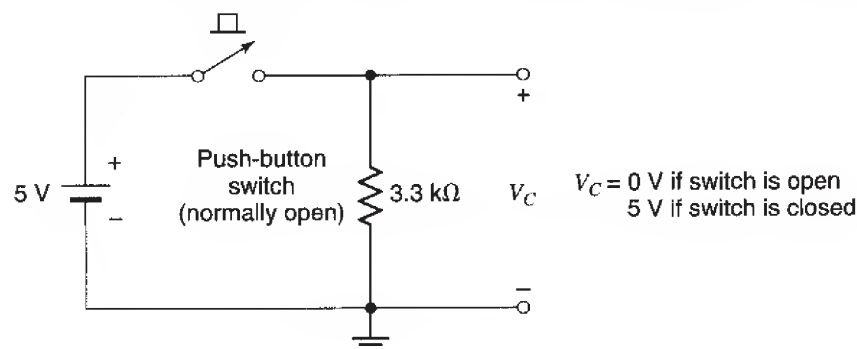 +
5 V
−
Push-button
switch
(normally open)
3.3 kΩ
+
V_C
−
V_C = 0 V if switch is open
5 V if switch is closed